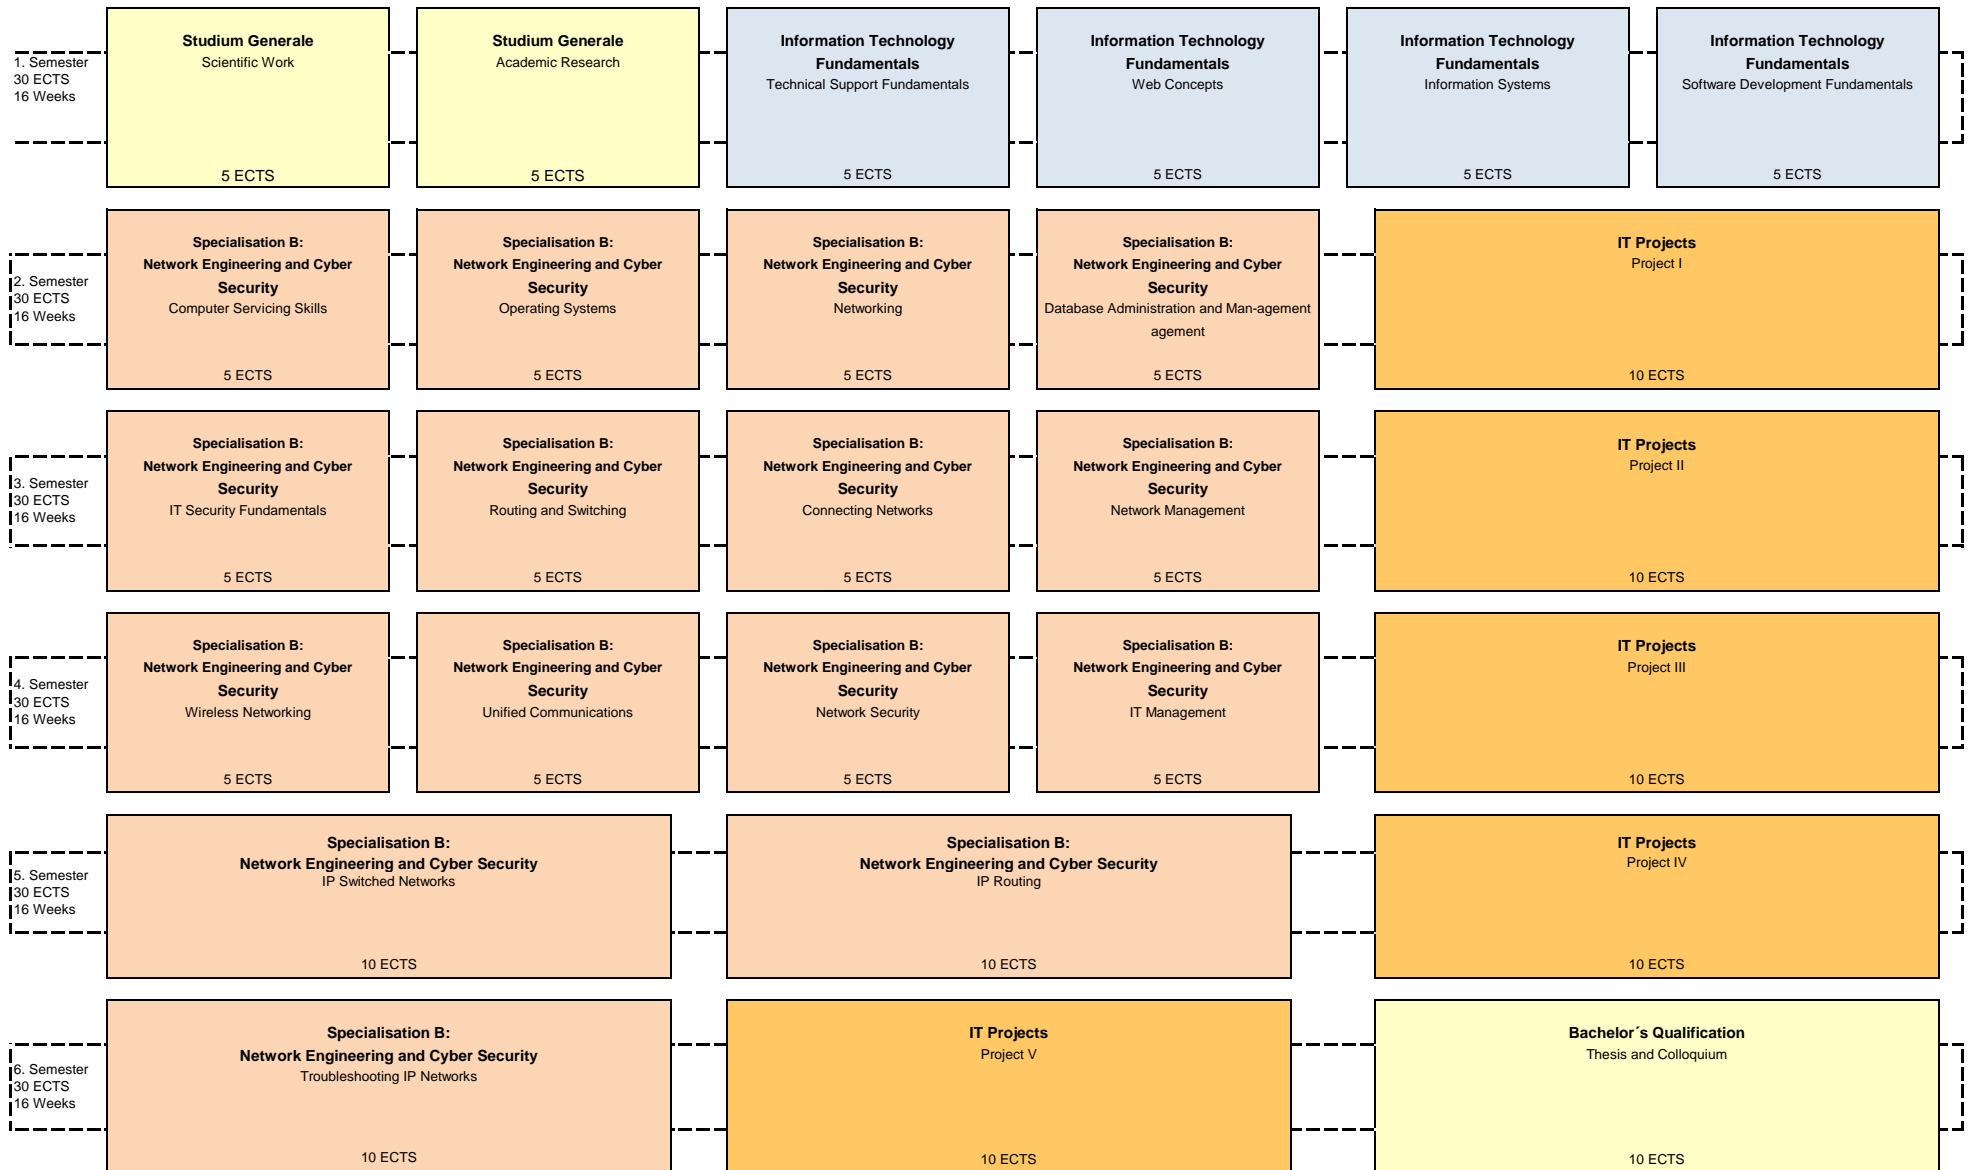 1. Semester
30 ECTS
16 Weeks
Studium Generale
Scientific Work
5 ECTS
Studium Generale
Academic Research
5 ECTS
Information Technology
Fundamentals
Technical Support Fundamentals
5 ECTS
Information Technology
Fundamentals
Web Concepts
5 ECTS
Information Technology
Fundamentals
Information Systems
5 ECTS
Information Technology
Fundamentals
Software Development Fundamentals
5 ECTS
2. Semester
30 ECTS
16 Weeks
Specialisation B:
Network Engineering and Cyber
Security
Computer Servicing Skills
5 ECTS
Specialisation B:
Network Engineering and Cyber
Security
Operating Systems
5 ECTS
Specialisation B:
Network Engineering and Cyber
Security
Networking
5 ECTS
Specialisation B:
Network Engineering and Cyber
Security
Database Administration and Man-agement
agement
5 ECTS
IT Projects
Project I
10 ECTS
3. Semester
30 ECTS
16 Weeks
Specialisation B:
Network Engineering and Cyber
Security
IT Security Fundamentals
5 ECTS
Specialisation B:
Network Engineering and Cyber
Security
Routing and Switching
5 ECTS
Specialisation B:
Network Engineering and Cyber
Security
Connecting Networks
5 ECTS
Specialisation B:
Network Engineering and Cyber
Security
Network Management
5 ECTS
IT Projects
Project II
10 ECTS
4. Semester
30 ECTS
16 Weeks
Specialisation B:
Network Engineering and Cyber
Security
Wireless Networking
5 ECTS
Specialisation B:
Network Engineering and Cyber
Security
Unified Communications
5 ECTS
Specialisation B:
Network Engineering and Cyber
Security
Network Security
5 ECTS
Specialisation B:
Network Engineering and Cyber
Security
IT Management
5 ECTS
IT Projects
Project III
10 ECTS
5. Semester
30 ECTS
16 Weeks
Specialisation B:
Network Engineering and Cyber Security
IP Switched Networks
10 ECTS
Specialisation B:
Network Engineering and Cyber Security
IP Routing
10 ECTS
IT Projects
Project IV
10 ECTS
6. Semester
30 ECTS
16 Weeks
Specialisation B:
Network Engineering and Cyber Security
Troubleshooting IP Networks
10 ECTS
IT Projects
Project V
10 ECTS
Bachelor´s Qualification
Thesis and Colloquium
10 ECTS